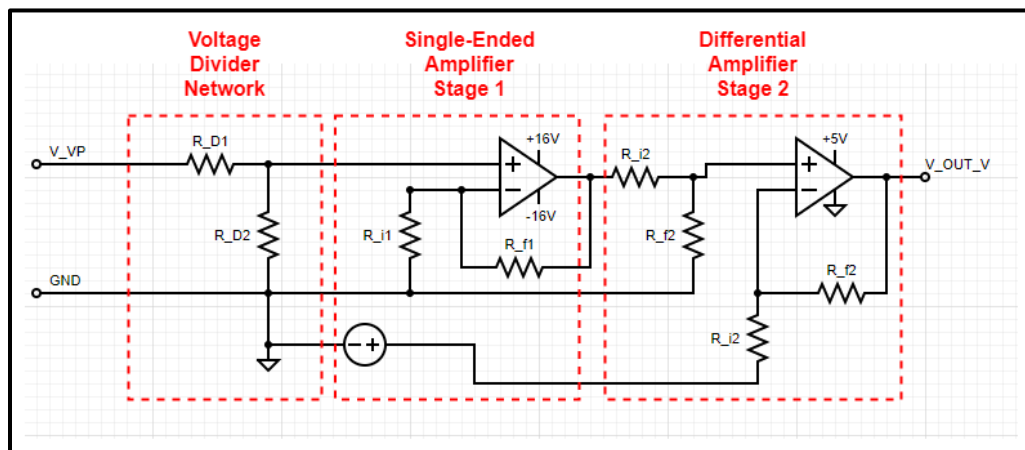 Voltage
Divider
Network
Single-Ended
Amplifier
Stage 1
Differential
Amplifier
Stage 2
V_VP
R_D1
R_D2
GND
+16V
-16V
R_i1
R_f1
R_i2
R_f2
+5V
V_OUT_V
R_f2
R_i2